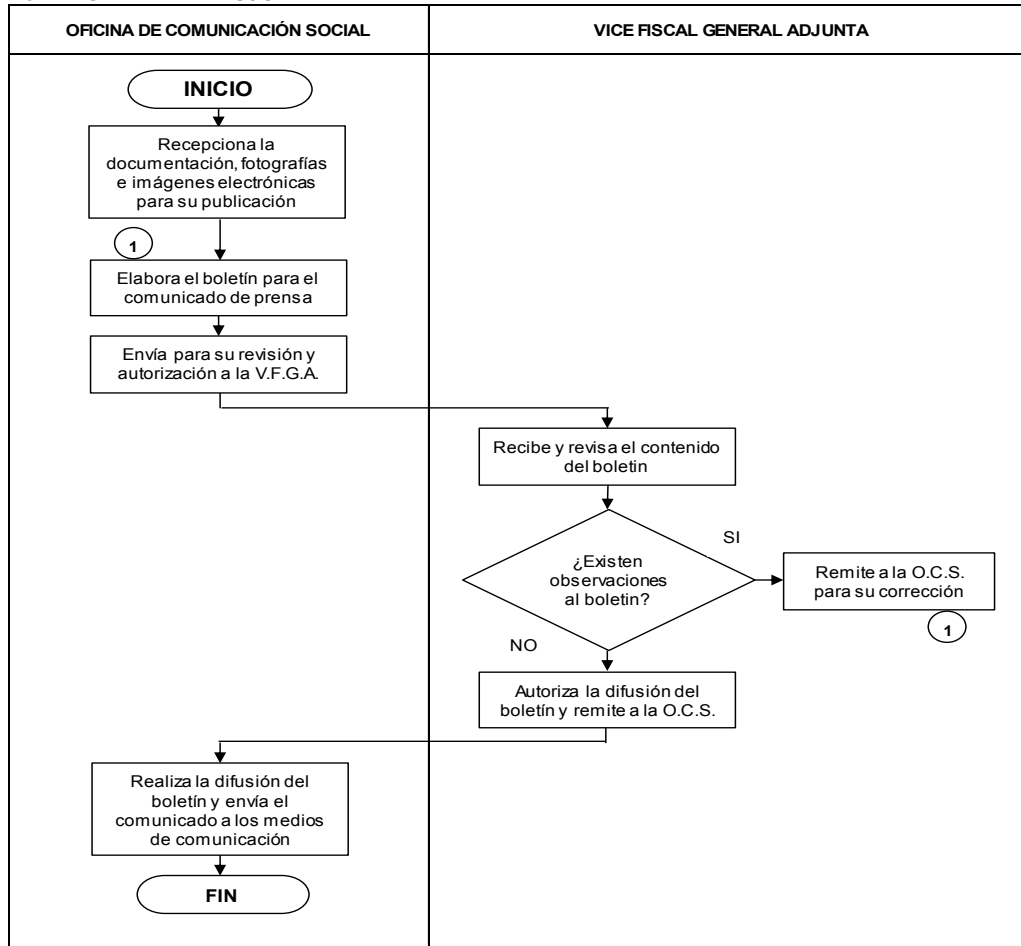 OFICINA DE COMUNICACIÓN SOCIAL
VICE FISCAL GENERAL ADJUNTA
INICIO
Recepciona la
documentación, fotografías
e imágenes electrónicas
para su publicación
1
Elabora el boletín para el
comunicado de prensa
Envía para su revisión y
autorización a la V.F.G.A.
Recibe y revisa el contenido
del boletin
¿Existen
observaciones
al boletin?
SI
Remite a la O.C.S.
para su corrección
1
NO
Autoriza la difusión del
boletín y remite a la O.C.S.
Realiza la difusión del
boletín y envía el
comunicado a los medios
de comunicación
FIN